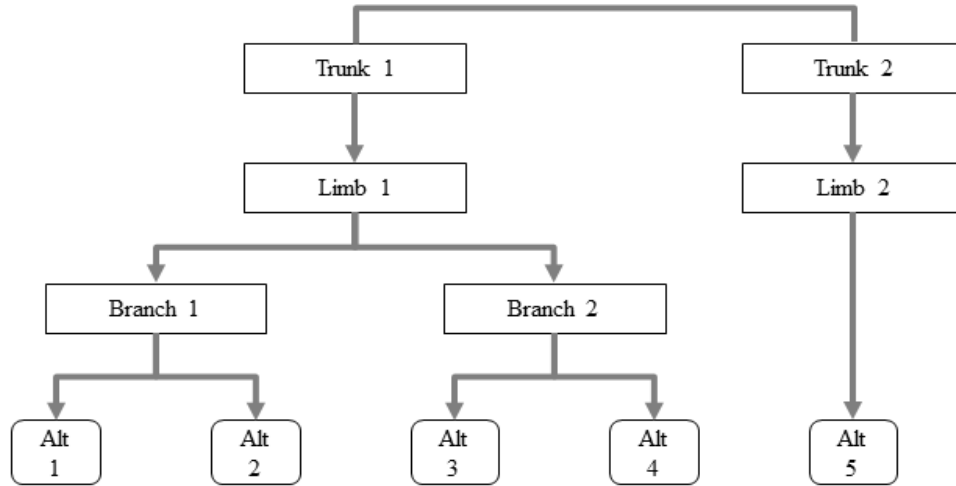 Trunk 1
Trunk 2
Limb 1
Limb 2
Branch 1
Branch 2
Alt
1
Alt
2
Alt
3
Alt
4
Alt
5